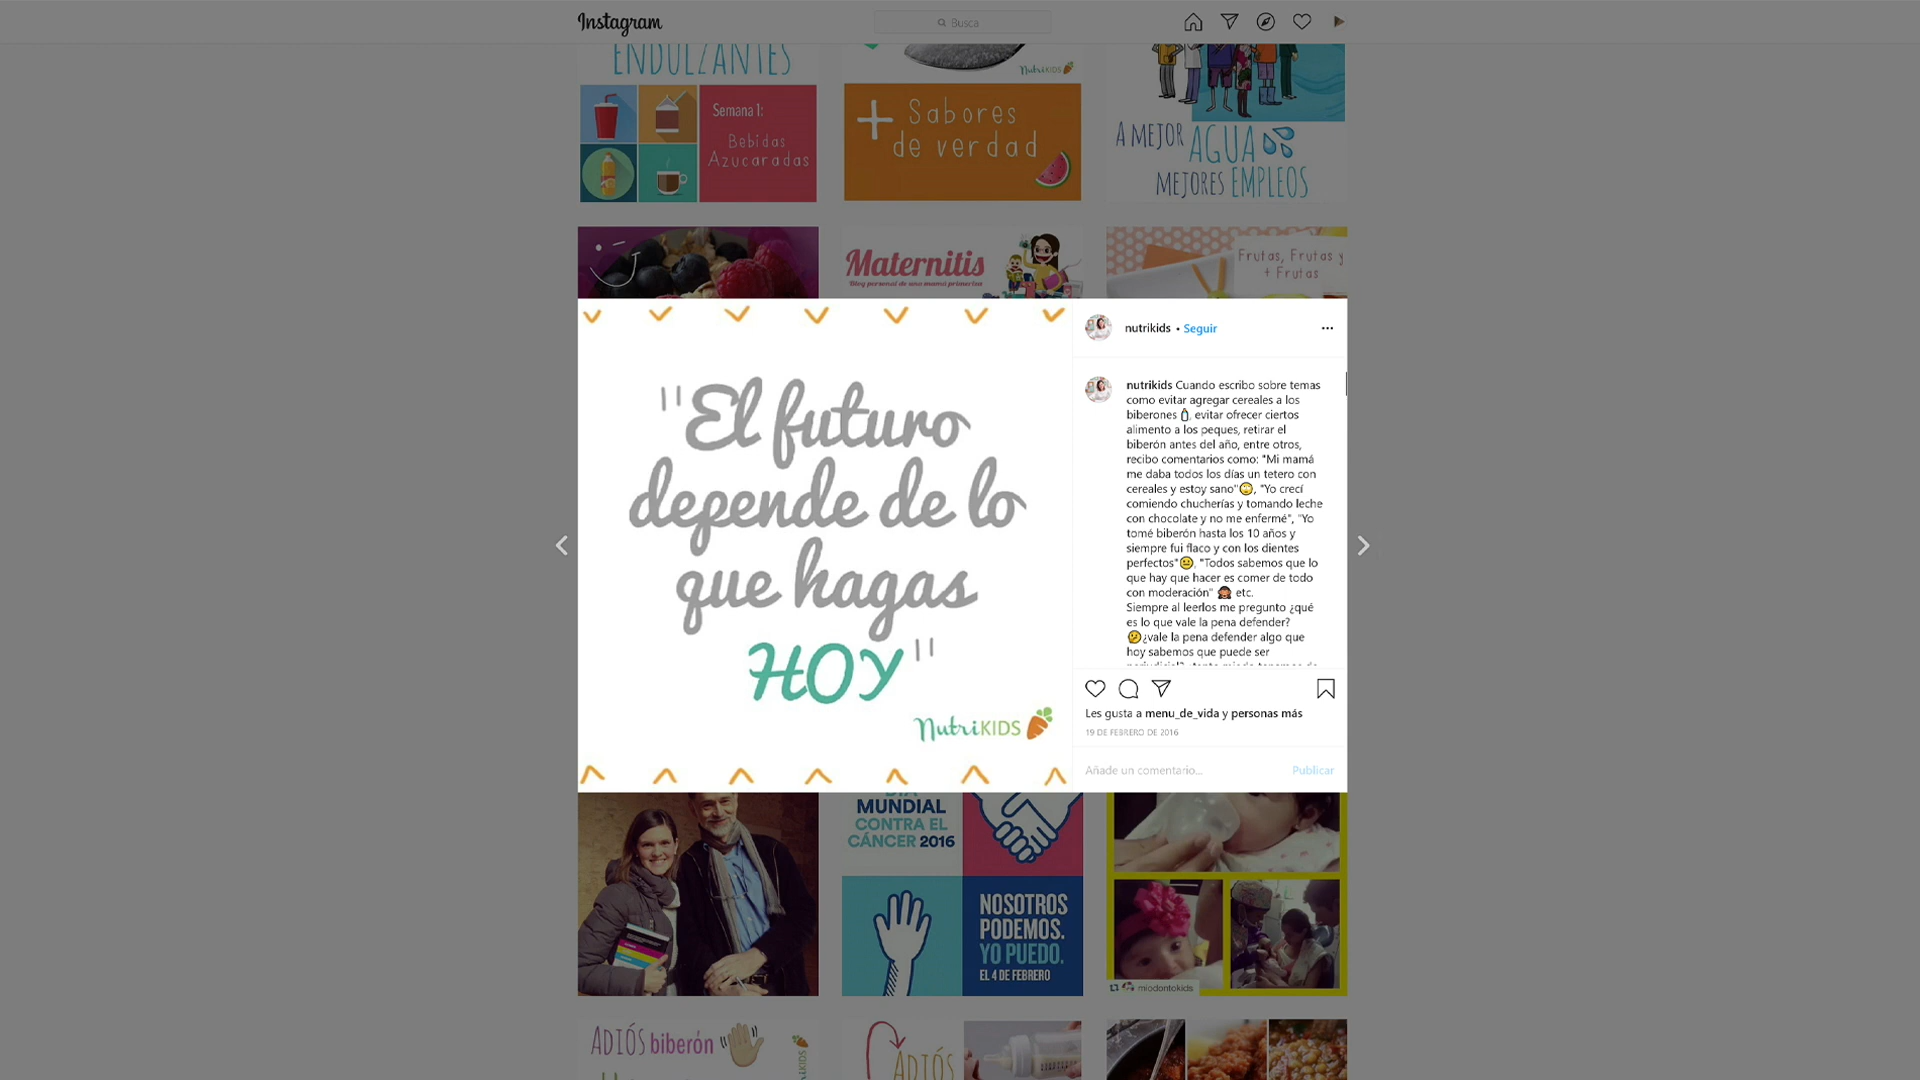 Instagram
Busca
ENDULZANTES
Semana 1:
Bebidas
Azucaradas
NutriKIDS
+ Sabores
de verdad
A MEJOR AGUA
MEJORES EMPLEOS
Maternitis
Blog personal de una mamá primeriza
Frutas, Frutas y
+ Frutas
"El futuro
depende de lo
que hagas
HOY"
NutriKIDS
nutrikids • Seguir
nutrikids Cuando escribo sobre temas
como evitar agregar cereales a los
biberones 🍼, evitar ofrecer ciertos
alimento a los peques, retirar el
biberón antes del año, entre otros,
recibo comentarios como: "Mi mamá
me daba todos los días un tetero con
cereales y estoy sano"🙄, "Yo crecí
comiendo chucherías y tomando leche
con chocolate y no me enfermé", "Yo
tomé biberón hasta los 10 años y
siempre fui flaco y con los dientes
perfectos"😐, "Todos sabemos que lo
que hay que hacer es comer de todo
con moderación" 🙈 etc.
Siempre al leerlos me pregunto ¿qué
es lo que vale la pena defender?
🤔¿vale la pena defender algo que
hoy sabemos que puede ser
Les gusta a menu_de_vida y personas más
19 DE FEBRERO DE 2016
Añade un comentario...
Publicar
DÍA
MUNDIAL
CONTRA EL
CÁNCER 2016
NOSOTROS
PODEMOS.
YO PUEDO.
EL 4 DE FEBRERO
miodontokids
ADIÓS biberón
ADIÓS